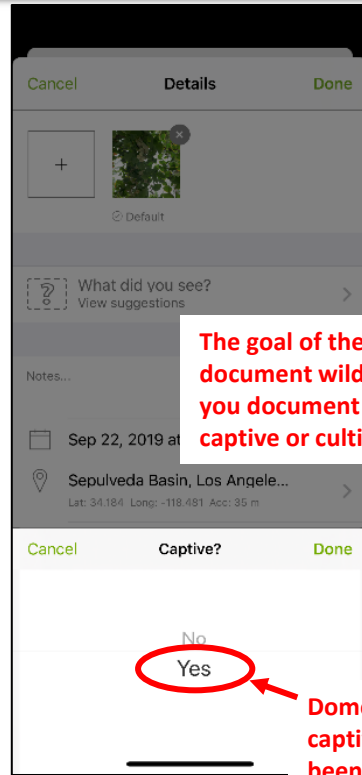 Cancel Details Done
+
Default
What did you see?
View suggestions
The goal of the
document wild
you document
captive or culti
Notes...
Sep 22, 2019 at
Sepulveda Basin, Los Angele...
Lat: 34.184 Long: -118.481 Acc: 35 m
Cancel Captive? Done
No
Yes
Dome
capti
been